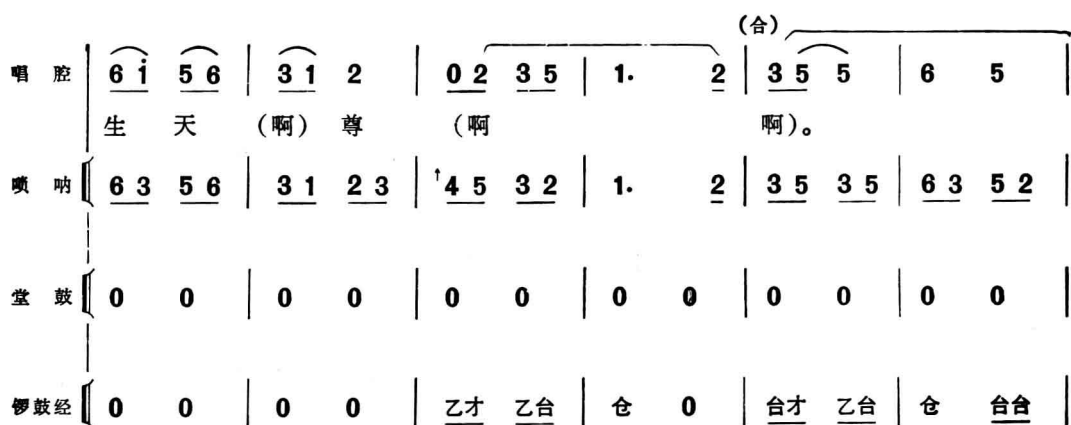 (合)
唱 腔 6 i̇ 5 6 | 3 1 2 | 0 2 3 5 | 1. 2 | 3 5 5 | 6 5 |
生 天 (啊) 尊 (啊 啊)。
唢 呐 6 3 5 6 | 3 1 2 3 | ↑4 5 3 2 | 1. 2 | 3 5 3 5 | 6 3 5 2 |
堂 鼓 0 0 | 0 0 | 0 0 | 0 0 | 0 0 | 0 0 |
锣鼓经 0 0 | 0 0 | 乙才 乙台 | 仓 0 | 台才 乙台 | 仓 台台 |